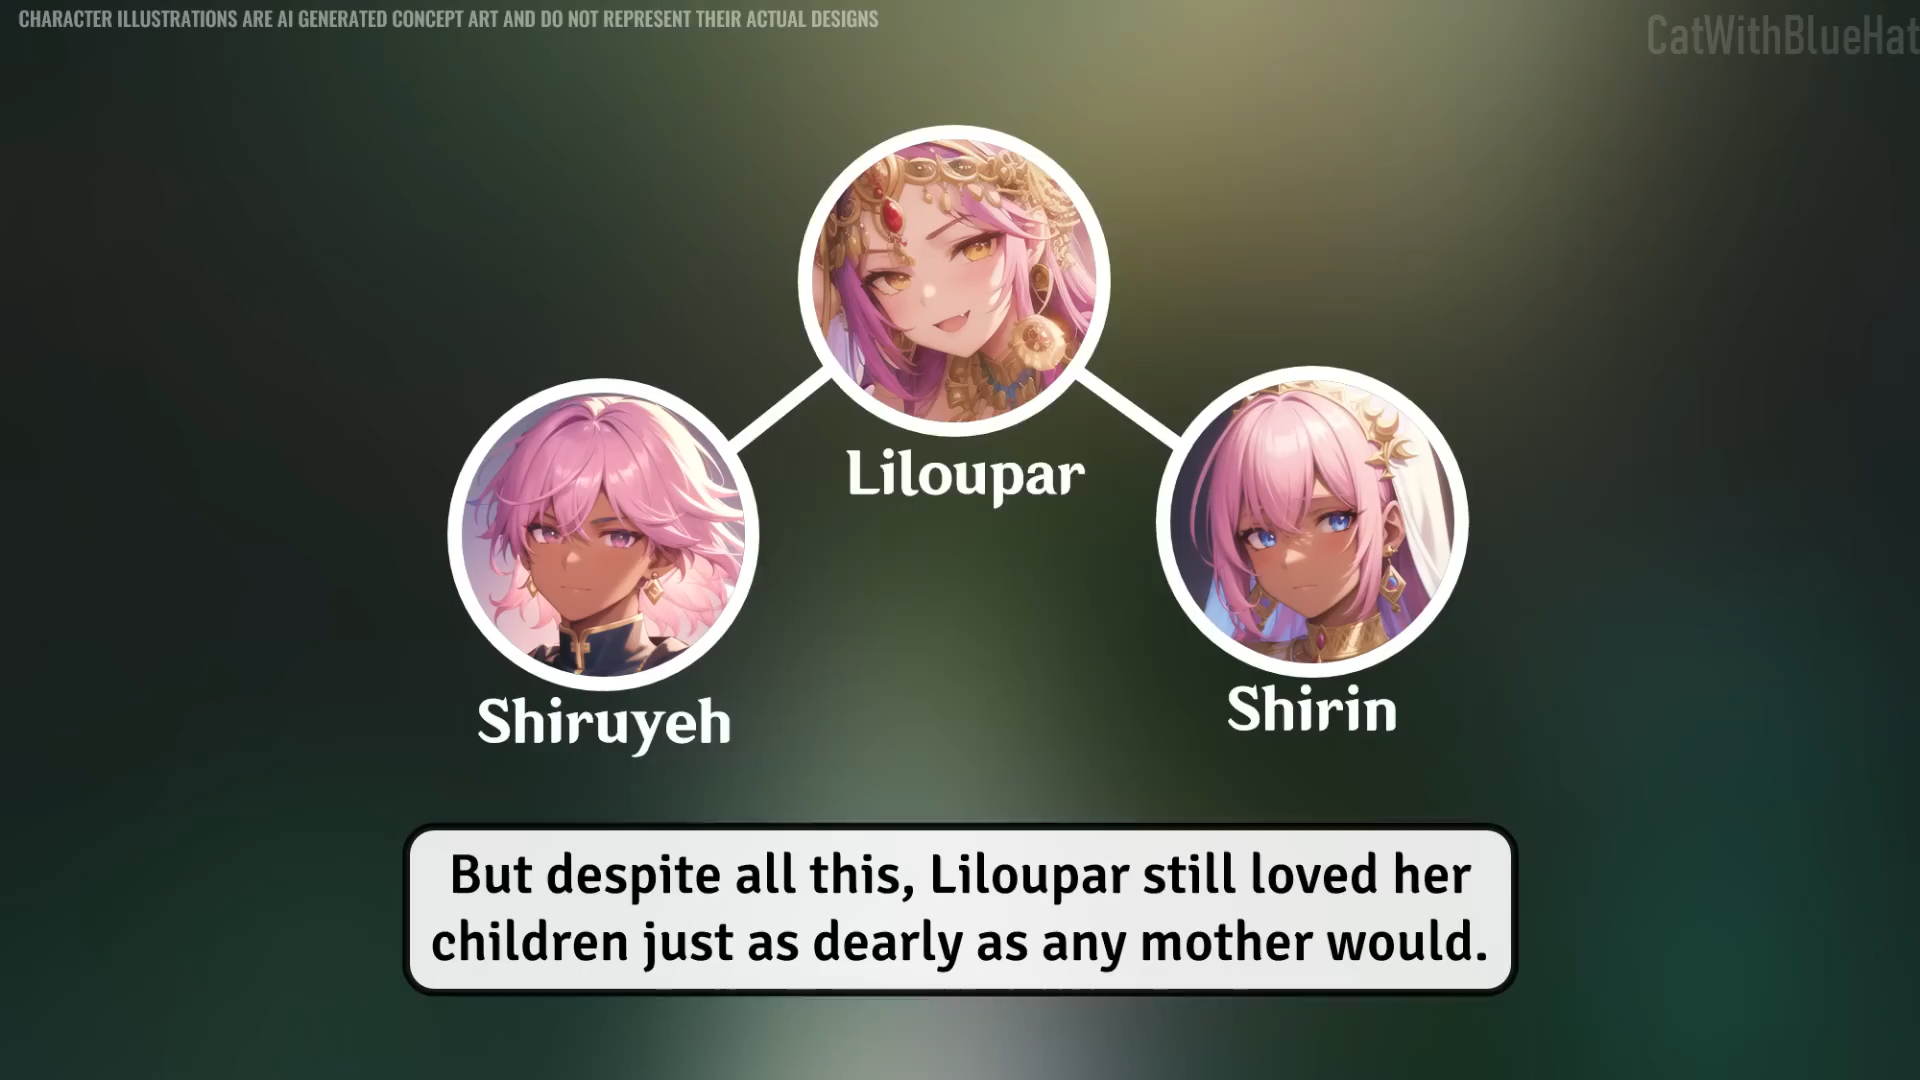 CHARACTER ILLUSTRATIONS ARE AI GENERATED CONCEPT ART AND DO NOT REPRESENT THEIR ACTUAL DESIGNS
CatWithBlueHat
Liloupar
Shiruyeh
Shirin
But despite all this, Liloupar still loved her
children just as dearly as any mother would.